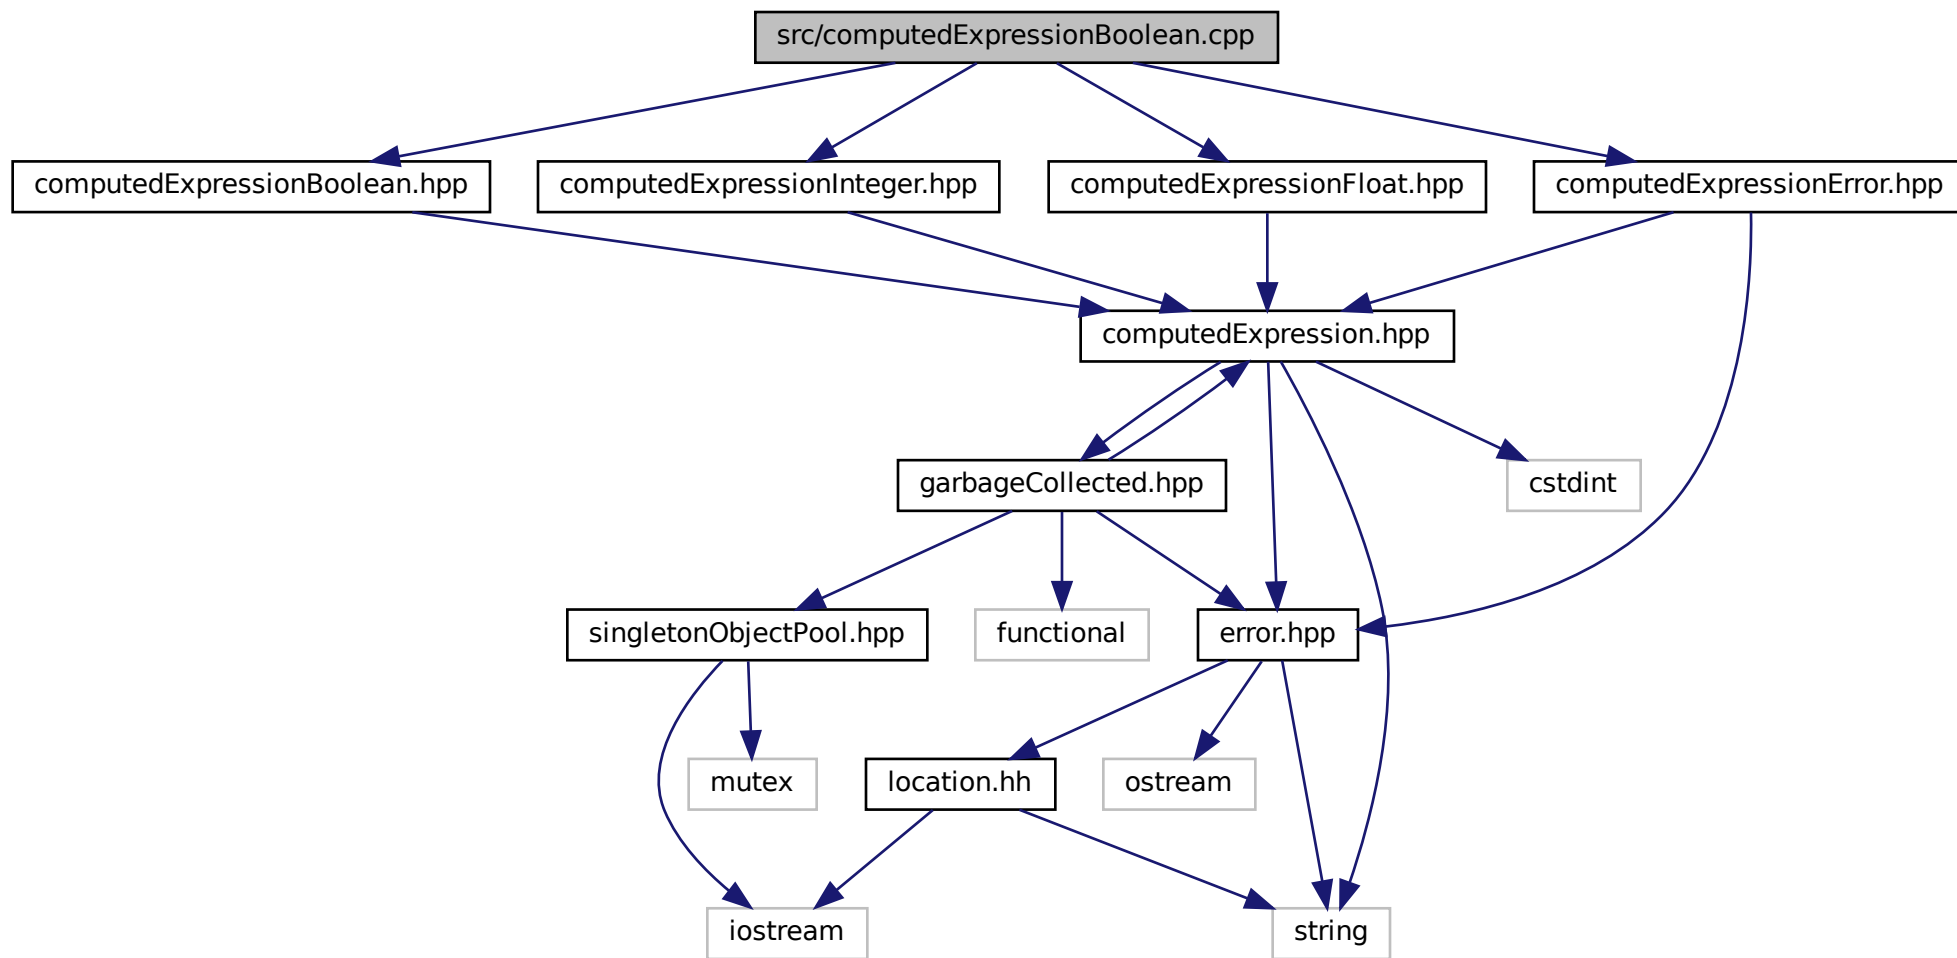 src/computedExpressionBoolean.cpp
computedExpressionBoolean.hpp
computedExpressionInteger.hpp
computedExpressionFloat.hpp
computedExpressionError.hpp
computedExpression.hpp
garbageCollected.hpp
cstdint
singletonObjectPool.hpp
functional
error.hpp
mutex
location.hh
ostream
iostream
string